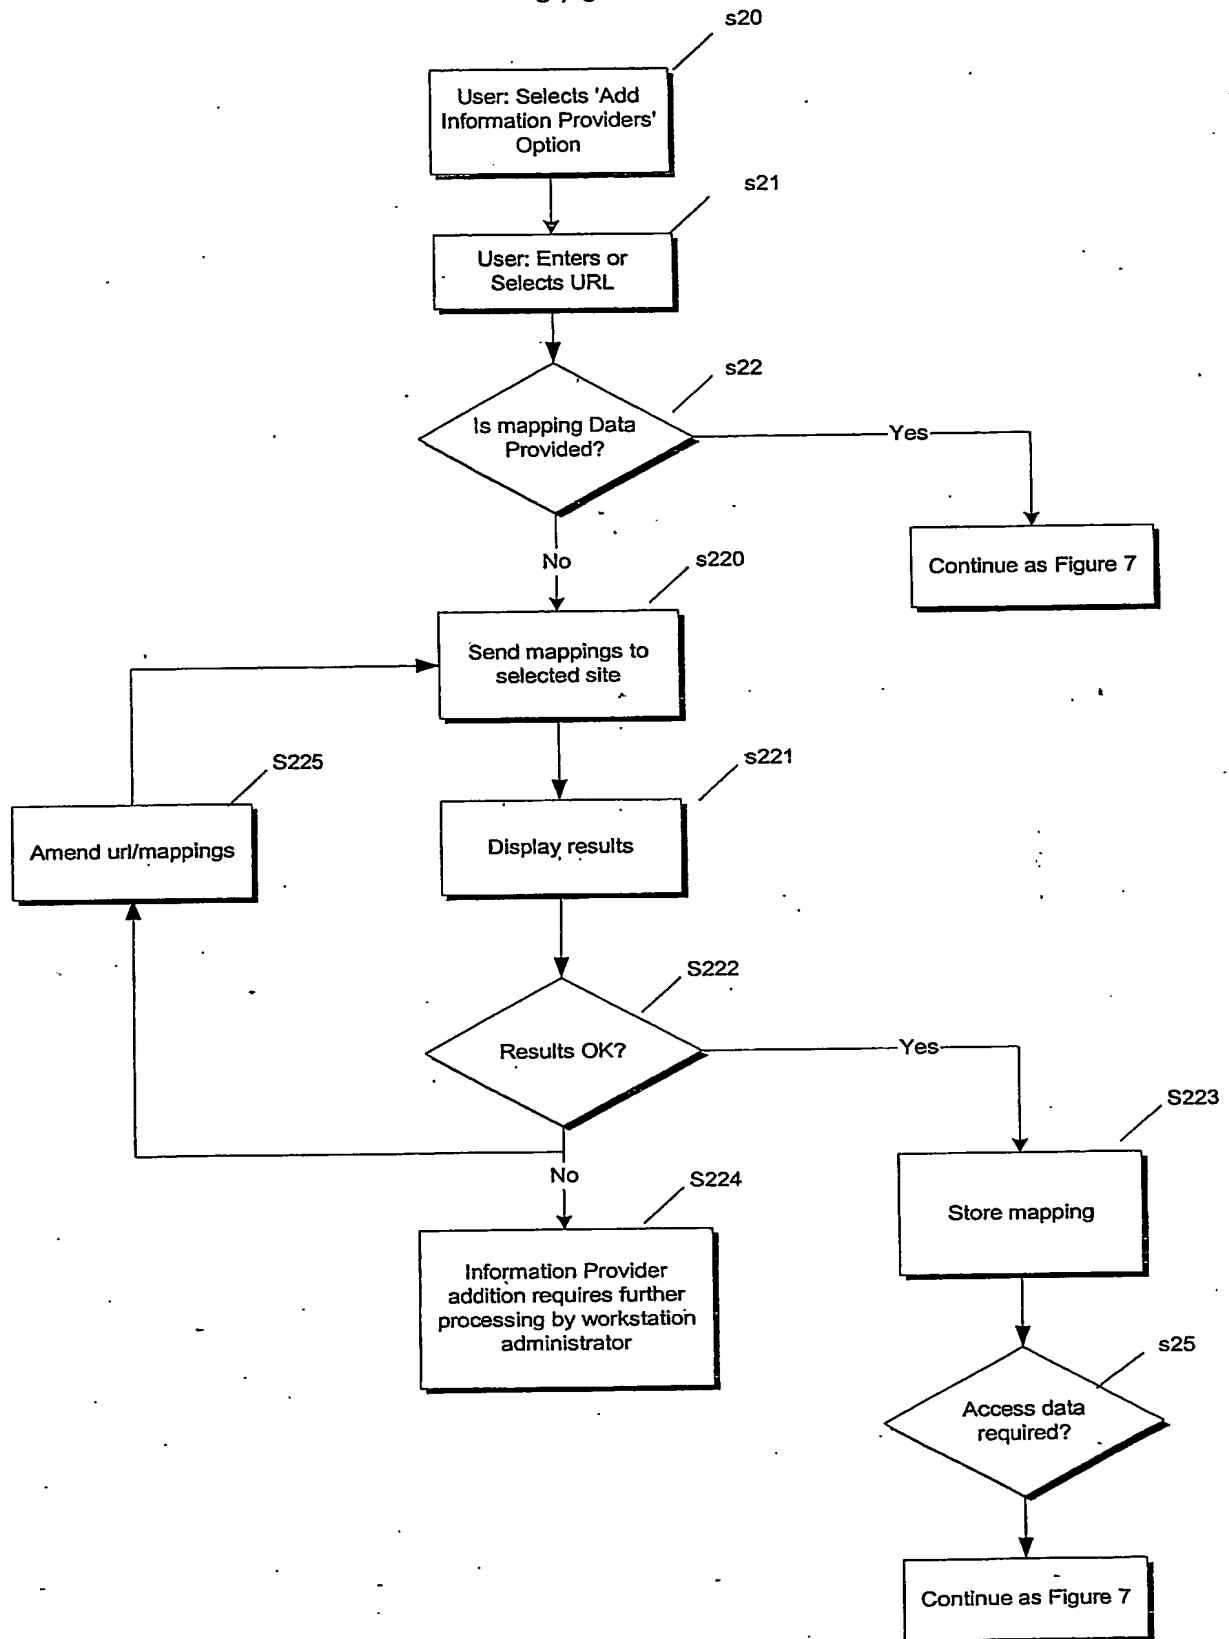 s20
User: Selects 'Add
Information Providers'
Option
s21
User: Enters or
Selects URL
s22
Is mapping Data
Provided?
Yes
Continue as Figure 7
No
s220
Send mappings to
selected site
s221
Display results
S225
Amend url/mappings
S222
Results OK?
Yes
S223
Store mapping
No
S224
Information Provider
addition requires further
processing by workstation
administrator
s25
Access data
required?
Continue as Figure 7